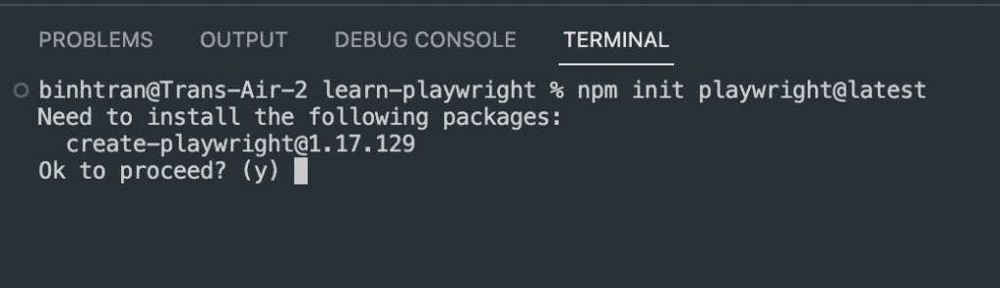 PROBLEMS OUTPUT DEBUG CONSOLE TERMINAL
binhtran@Trans-Air-2 learn-playwright % npm init playwright@latest
Need to install the following packages:
  create-playwright@1.17.129
Ok to proceed? (y)